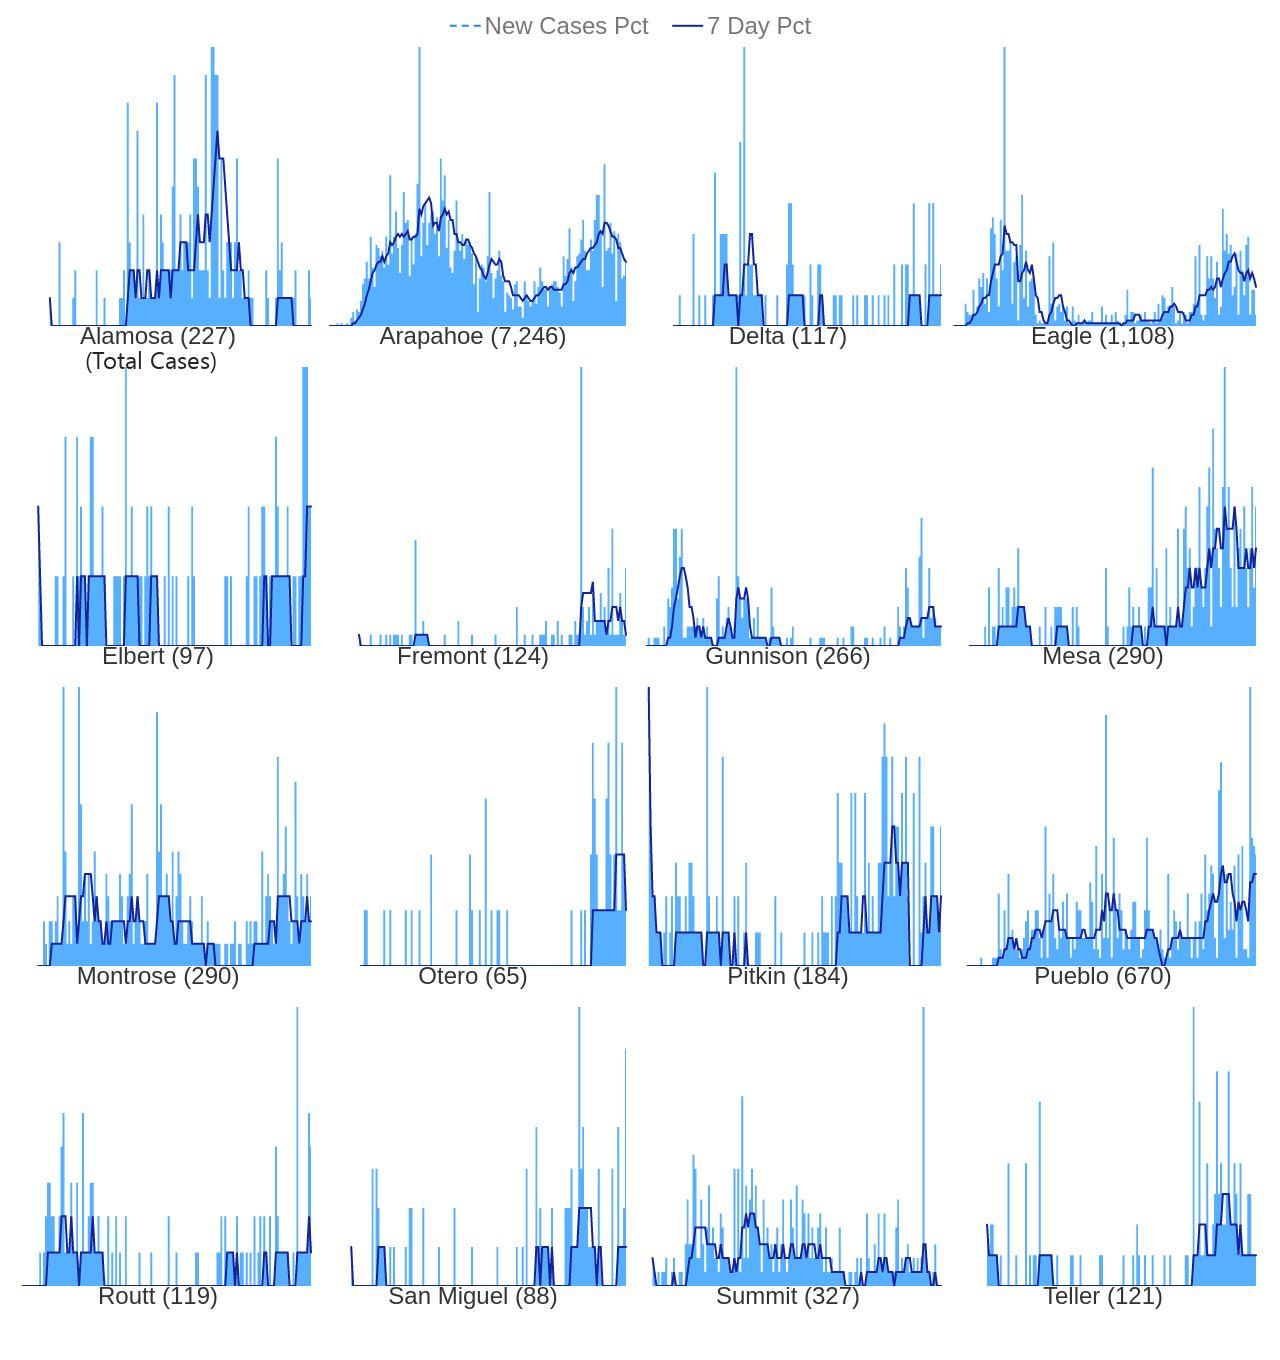 New Cases Pct 7 Day Pct
Alamosa (227) Arapahoe (7,246) Delta (117) Eagle (1,108)
(Total Cases)
Elbert (97) Fremont (124) Gunnison (266) Mesa (290)
Montrose (290) Otero (65) Pitkin (184) Pueblo (670)
Routt (119) San Miguel (88) Summit (327) Teller (121)